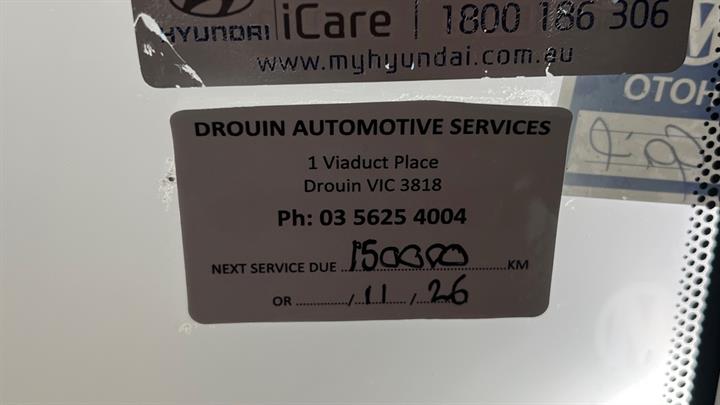 HYUNDAI iCare 1800 186 306
www.myhyundai.com.au
DROUIN AUTOMOTIVE SERVICES
1 Viaduct Place
Drouin VIC 3818
Ph: 03 5625 4004
NEXT SERVICE DUE ...150000...KM
OR ............./11....../...26